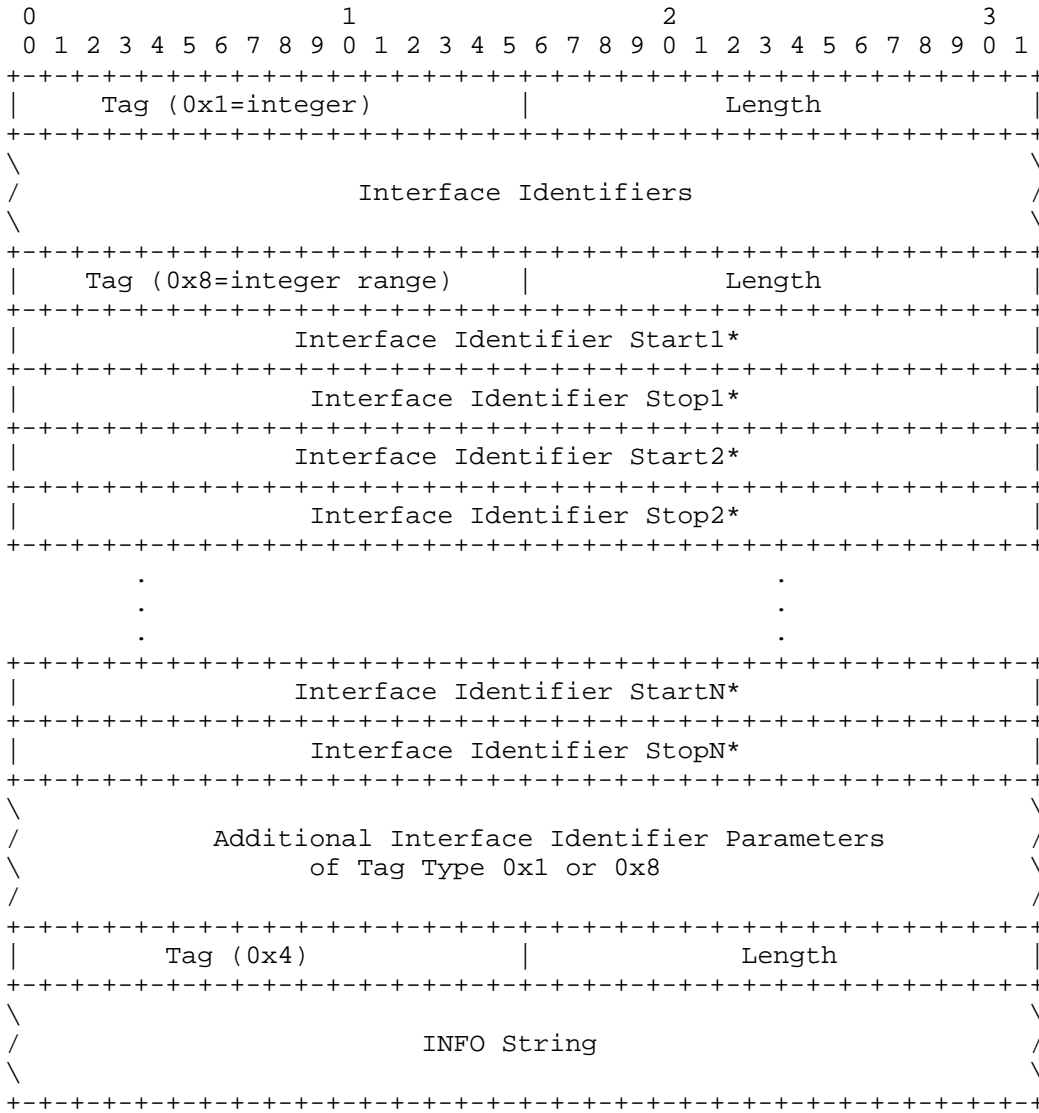 0                   1                   2                   3
 0 1 2 3 4 5 6 7 8 9 0 1 2 3 4 5 6 7 8 9 0 1 2 3 4 5 6 7 8 9 0 1
+-+-+-+-+-+-+-+-+-+-+-+-+-+-+-+-+-+-+-+-+-+-+-+-+-+-+-+-+-+-+-+-+
|     Tag (0x1=integer)         |            Length             |
+-+-+-+-+-+-+-+-+-+-+-+-+-+-+-+-+-+-+-+-+-+-+-+-+-+-+-+-+-+-+-+-+
\                                                               \
/                     Interface Identifiers                     /
\                                                               \
+-+-+-+-+-+-+-+-+-+-+-+-+-+-+-+-+-+-+-+-+-+-+-+-+-+-+-+-+-+-+-+-+
|    Tag (0x8=integer range)    |            Length             |
+-+-+-+-+-+-+-+-+-+-+-+-+-+-+-+-+-+-+-+-+-+-+-+-+-+-+-+-+-+-+-+-+
|                 Interface Identifier Start1*                  |
+-+-+-+-+-+-+-+-+-+-+-+-+-+-+-+-+-+-+-+-+-+-+-+-+-+-+-+-+-+-+-+-+
|                  Interface Identifier Stop1*                  |
+-+-+-+-+-+-+-+-+-+-+-+-+-+-+-+-+-+-+-+-+-+-+-+-+-+-+-+-+-+-+-+-+
|                 Interface Identifier Start2*                  |
+-+-+-+-+-+-+-+-+-+-+-+-+-+-+-+-+-+-+-+-+-+-+-+-+-+-+-+-+-+-+-+-+
|                  Interface Identifier Stop2*                  |
+-+-+-+-+-+-+-+-+-+-+-+-+-+-+-+-+-+-+-+-+-+-+-+-+-+-+-+-+-+-+-+-+
        .                                       .
        .                                       .
        .                                       .
+-+-+-+-+-+-+-+-+-+-+-+-+-+-+-+-+-+-+-+-+-+-+-+-+-+-+-+-+-+-+-+-+
|                 Interface Identifier StartN*                  |
+-+-+-+-+-+-+-+-+-+-+-+-+-+-+-+-+-+-+-+-+-+-+-+-+-+-+-+-+-+-+-+-+
|                  Interface Identifier StopN*                  |
+-+-+-+-+-+-+-+-+-+-+-+-+-+-+-+-+-+-+-+-+-+-+-+-+-+-+-+-+-+-+-+-+
\                                                               \
/            Additional Interface Identifier Parameters         /
\                  of Tag Type 0x1 or 0x8                       \
/                                                               /
+-+-+-+-+-+-+-+-+-+-+-+-+-+-+-+-+-+-+-+-+-+-+-+-+-+-+-+-+-+-+-+-+
|         Tag (0x4)             |             Length            |
+-+-+-+-+-+-+-+-+-+-+-+-+-+-+-+-+-+-+-+-+-+-+-+-+-+-+-+-+-+-+-+-+
\                                                               \
/                         INFO String                           /
\                                                               \
+-+-+-+-+-+-+-+-+-+-+-+-+-+-+-+-+-+-+-+-+-+-+-+-+-+-+-+-+-+-+-+-+